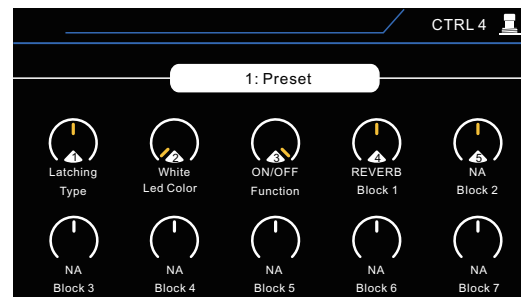 CTRL 4
1: Preset
1 2 3 4 5
Latching White ON/OFF REVERB NA
Type Led Color Function Block 1 Block 2
NA NA NA NA NA
Block 3 Block 4 Block 5 Block 6 Block 7